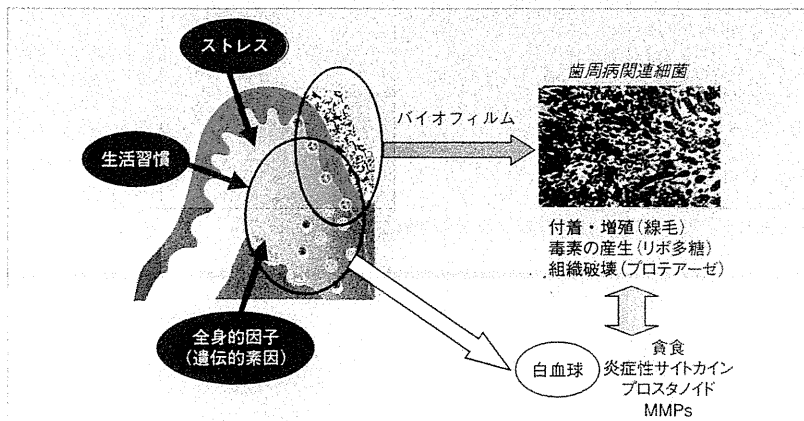 ストレス
生活習慣
全身的因子
(遺伝的素因)
バイオフィルム
歯周病関連細菌
付着・増殖(線毛)
毒素の産生(リポ多糖)
組織破壊(プロテアーゼ)
白血球
貪食
炎症性サイトカイン
プロスタノイド
MMPs